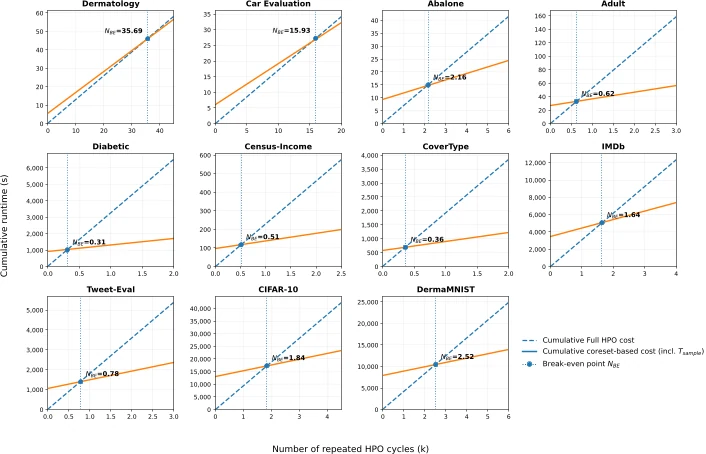 Dermatology
60
50
40
30
20
10
0
0 10 20 30 40
N_BE=35.69
Car Evaluation
35
30
25
20
15
10
5
0
0 5 10 15 20
N_BE=15.93
Abalone
40
35
30
25
20
15
10
5
0
0 1 2 3 4 5 6
N_BE=2.16
Adult
160
140
120
100
80
60
40
20
0
0.0 0.5 1.0 1.5 2.0 2.5 3.0
N_BE=0.62
Cumulative runtime (s)
Diabetic
6,000
5,000
4,000
3,000
2,000
1,000
0
0.0 0.5 1.0 1.5 2.0
N_BE=0.31
Census-Income
600
500
400
300
200
100
0
0.0 0.5 1.0 1.5 2.0 2.5
N_BE=0.51
CoverType
4,000
3,500
3,000
2,500
2,000
1,500
1,000
500
0
0.0 0.5 1.0 1.5 2.0
N_BE=0.36
IMDb
12,000
10,000
8,000
6,000
4,000
2,000
0
0 1 2 3 4
N_BE=1.64
Tweet-Eval
5,000
4,000
3,000
2,000
1,000
0
0.0 0.5 1.0 1.5 2.0 2.5 3.0
N_BE=0.78
CIFAR-10
40,000
35,000
30,000
25,000
20,000
15,000
10,000
5,000
0
0 1 2 3 4
N_BE=1.84
DermaMNIST
25,000
20,000
15,000
10,000
5,000
0
0 1 2 3 4 5 6
N_BE=2.52
Cumulative Full HPO cost
Cumulative coreset-based cost (incl. T_sample)
Break-even point N_BE
Number of repeated HPO cycles (k)